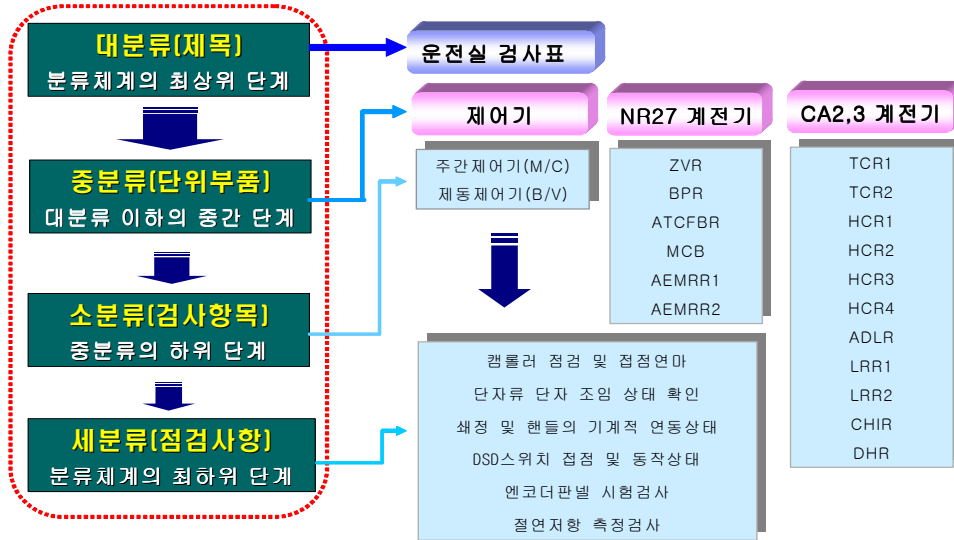 대분류(제목)
분류체계의 최상위 단계
중분류(단위부품)
대분류 이하의 중간 단계
소분류(검사항목)
중분류의 하위 단계
세분류(점검사항)
분류체계의 최하위 단계
운전실 검사표
제어기
주간제어기(M/C)
제동제어기(B/V)
NR27 계전기
ZVR
BPR
ATCFBR
MCB
AEMRR1
AEMRR2
CA2,3 계전기
TCR1
TCR2
HCR1
HCR2
HCR3
HCR4
ADLR
LRR1
LRR2
CHIR
DHR
캠롤러 점검 및 접점연마
단자류 단자 조임 상태 확인
쇄정 및 핸들의 기계적 연동상태
DSD스위치 접점 및 동작상태
엔코더판넬 시험검사
절연저항 측정검사